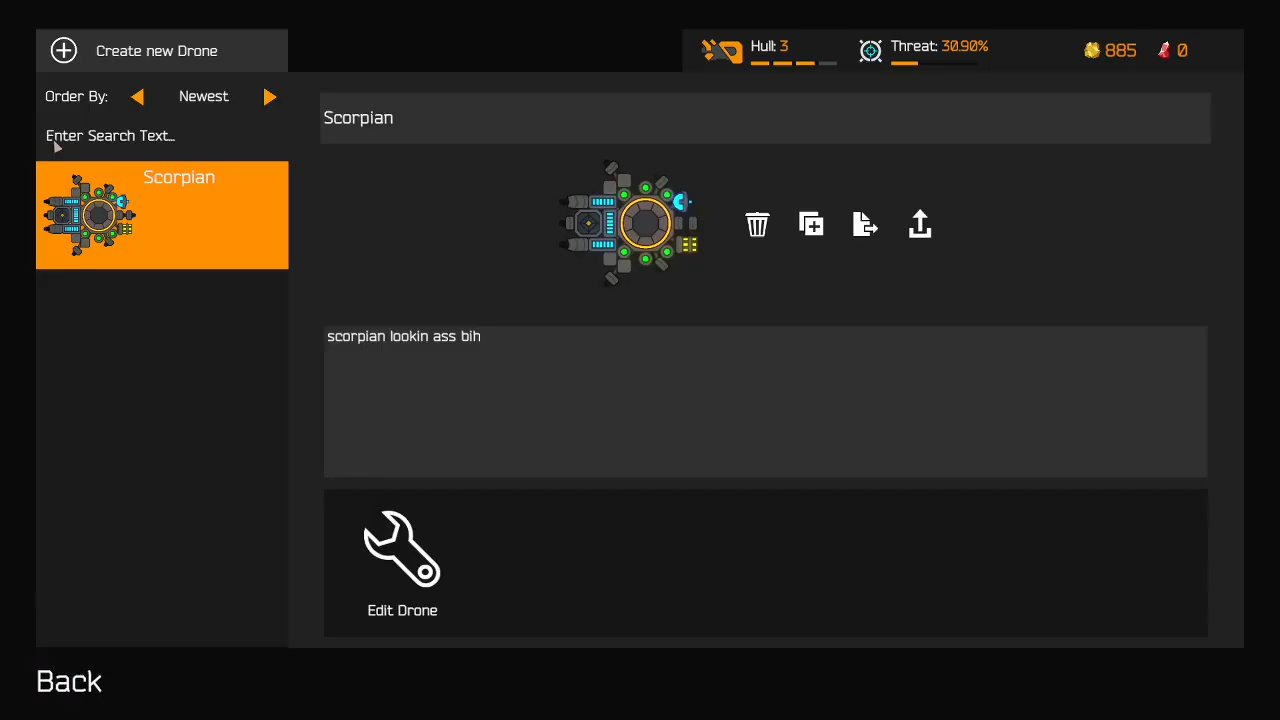 Create new Drone
Hull: 3
Threat: 30.90%
885
0
Order By:
Newest
Enter Search Text...
Scorpian
Scorpian
scorpian lookin ass bih
Edit Drone
Back